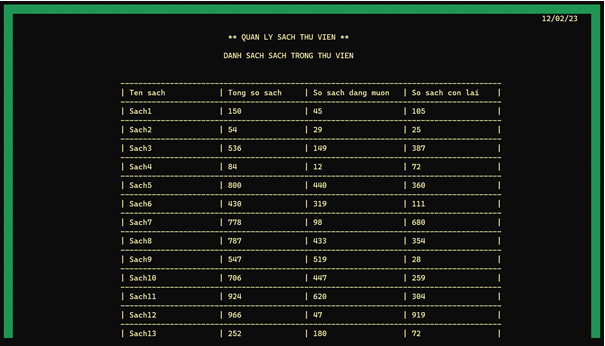 12/02/23
** QUAN LY SACH THU VIEN **
DANH SACH SACH TRONG THU VIEN
| Ten sach | Tong so sach | So sach dang muon | So sach con lai |
| Sach1 | 150 | 45 | 105 |
| Sach2 | 54 | 29 | 25 |
| Sach3 | 536 | 149 | 387 |
| Sach4 | 84 | 12 | 72 |
| Sach5 | 800 | 440 | 360 |
| Sach6 | 430 | 319 | 111 |
| Sach7 | 778 | 98 | 680 |
| Sach8 | 787 | 433 | 354 |
| Sach9 | 547 | 519 | 28 |
| Sach10 | 706 | 447 | 259 |
| Sach11 | 924 | 620 | 304 |
| Sach12 | 966 | 47 | 919 |
| Sach13 | 252 | 180 | 72 |